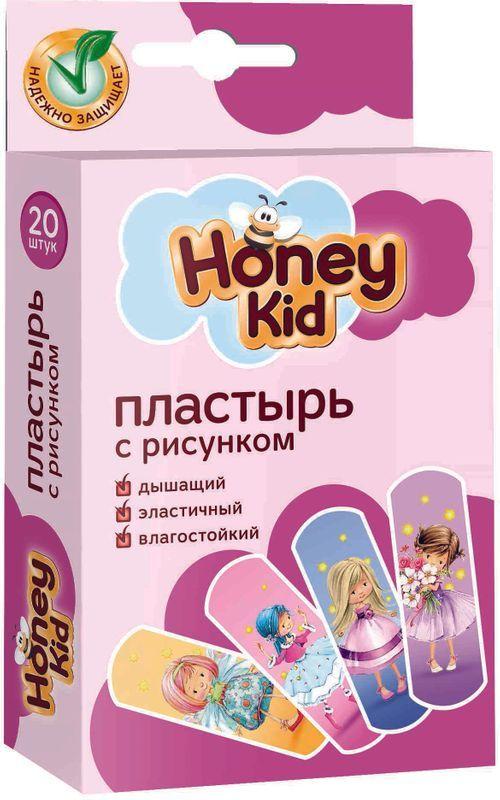 НАДЕЖНО ЗАЩИЩАЕТ
20
штук
Honey
Kid
пластырь
с рисунком
дышащий
эластичный
влагостойкий
пластырь
с рисунком
Honey
Kid